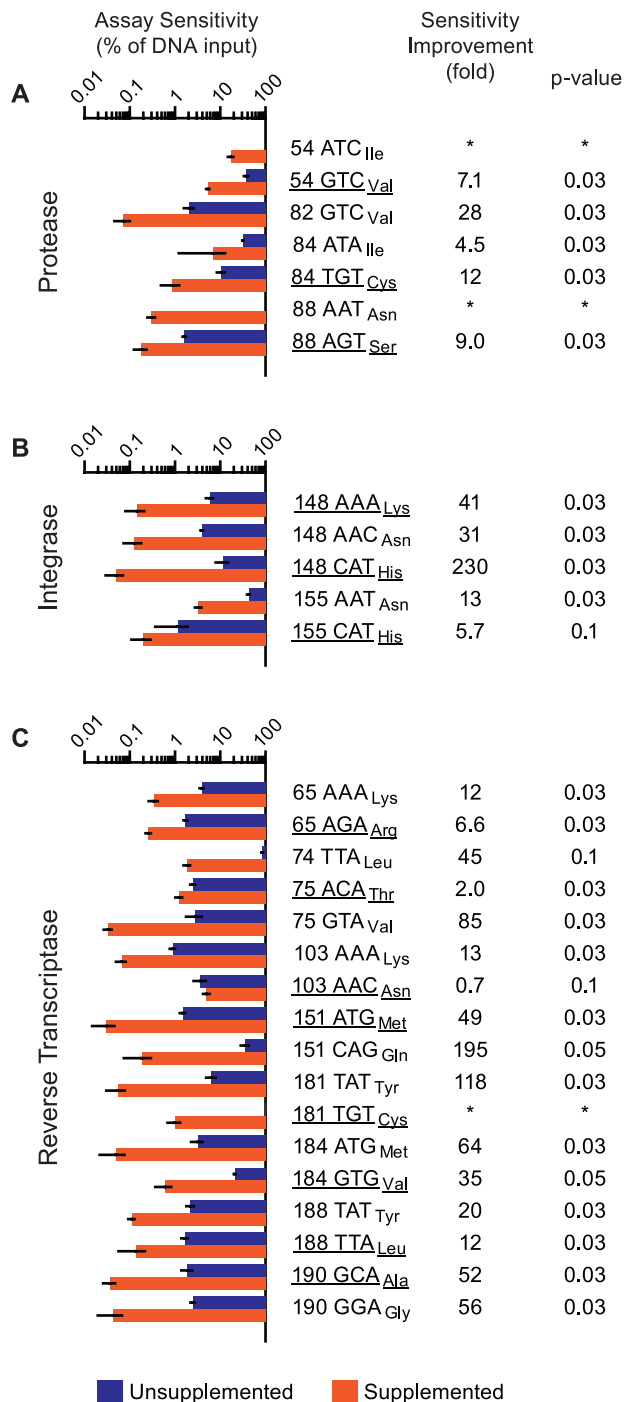 Assay Sensitivity
(% of DNA input)
Sensitivity
Improvement
(fold)
p-value
A
0.01 0.1 1 10 100
Protease
54 ATC Ile * *
54 GTC Val 7.1 0.03
82 GTC Val 28 0.03
84 ATA Ile 4.5 0.03
84 TGT Cys 12 0.03
88 AAT Asn * *
88 AGT Ser 9.0 0.03
B
0.01 0.1 1 10 100
Integrase
148 AAA Lys 41 0.03
148 AAC Asn 31 0.03
148 CAT His 230 0.03
155 AAT Asn 13 0.03
155 CAT His 5.7 0.1
C
0.01 0.1 1 10 100
Reverse Transcriptase
65 AAA Lys 12 0.03
65 AGA Arg 6.6 0.03
74 TTA Leu 45 0.1
75 ACA Thr 2.0 0.03
75 GTA Val 85 0.03
103 AAA Lys 13 0.03
103 AAC Asn 0.7 0.1
151 ATG Met 49 0.03
151 CAG Gln 195 0.05
181 TAT Tyr 118 0.03
181 TGT Cys * *
184 ATG Met 64 0.03
184 GTG Val 35 0.05
188 TAT Tyr 20 0.03
188 TTA Leu 12 0.03
190 GCA Ala 52 0.03
190 GGA Gly 56 0.03
Unsupplemented Supplemented